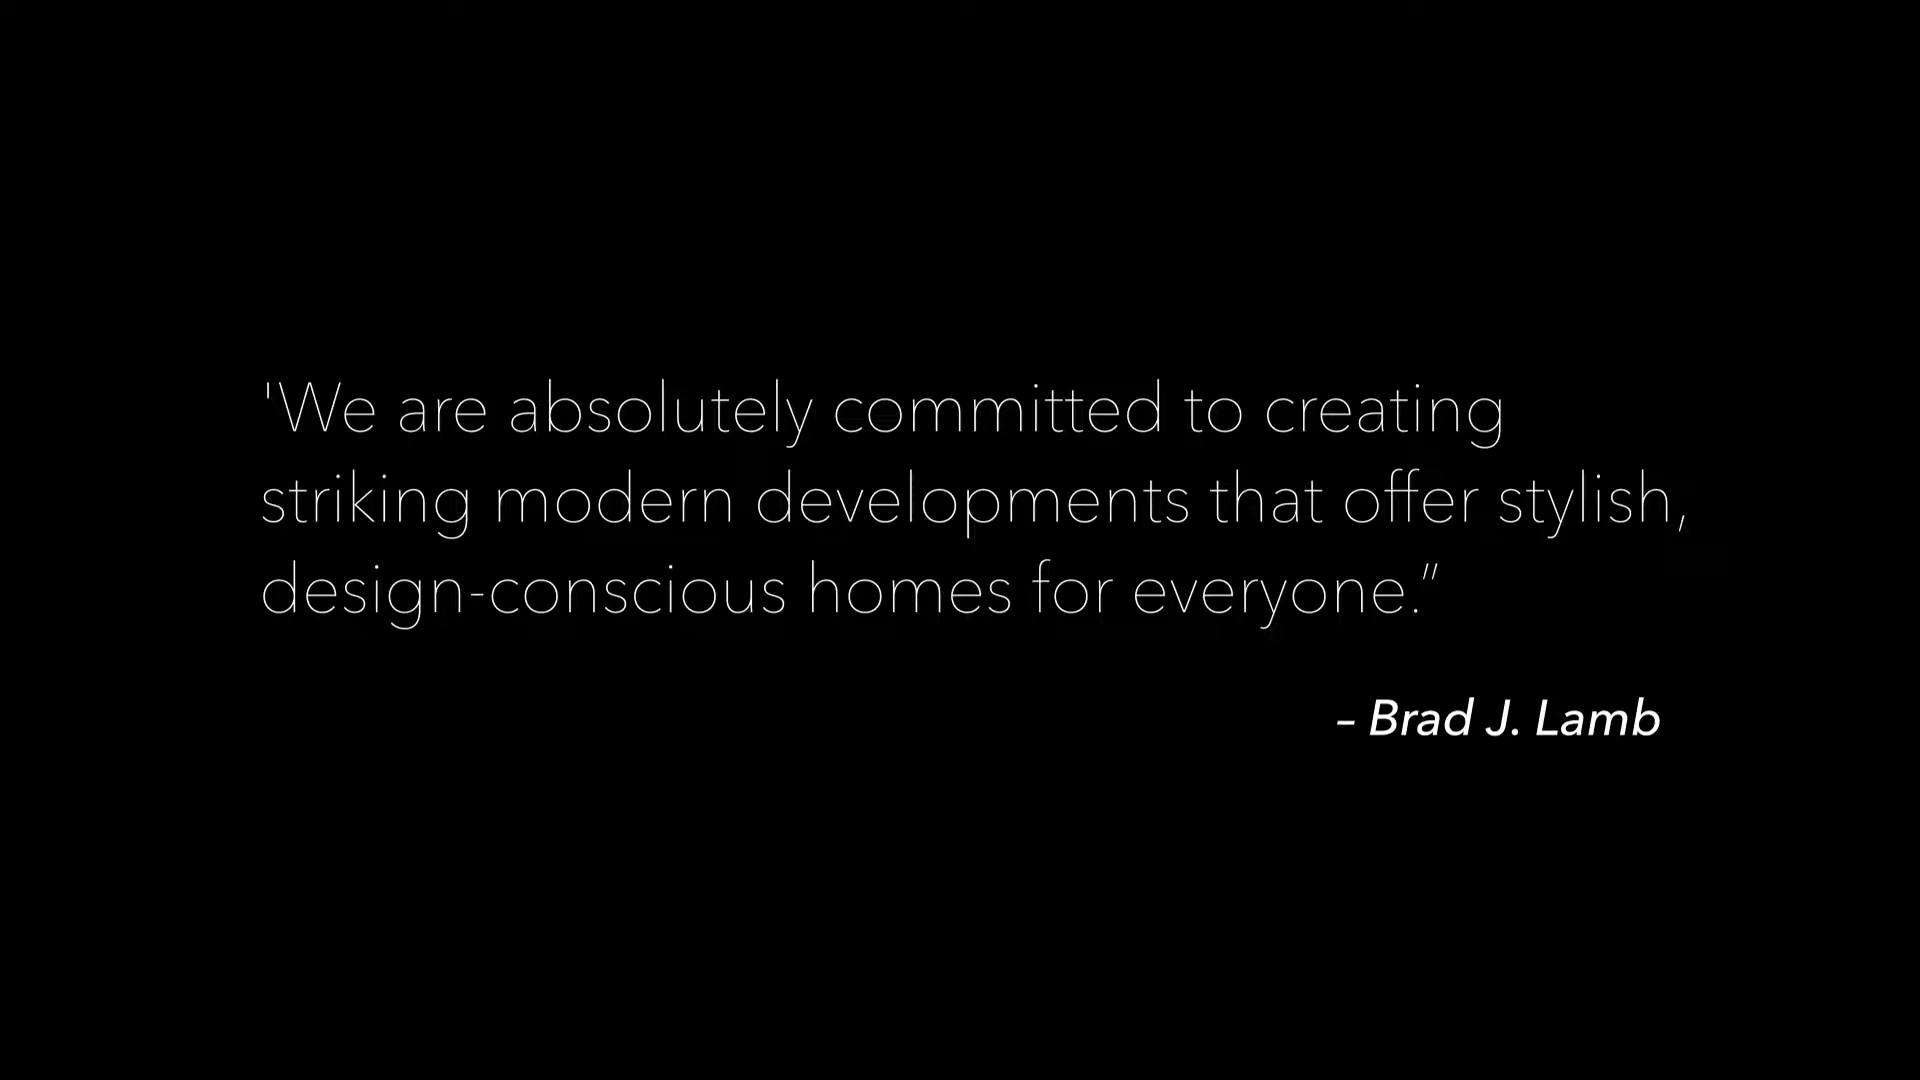 'We are absolutely committed to creating
striking modern developments that offer stylish,
design-conscious homes for everyone.”
– Brad J. Lamb